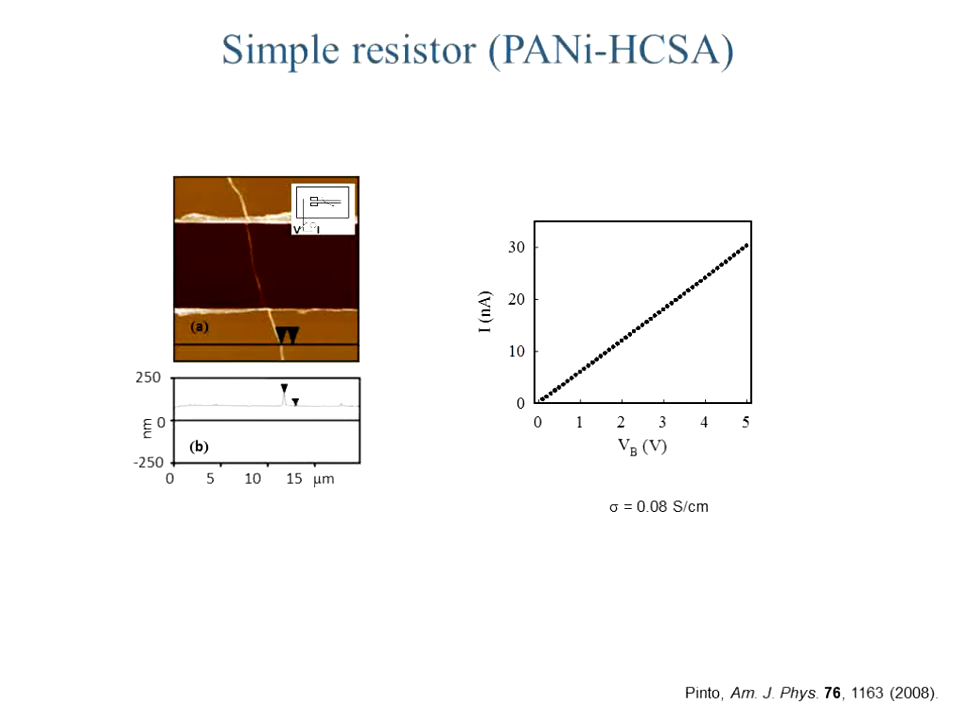 Simple resistor (PANi-HCSA)
V I
(a)
250
0
nm
-250
(b)
0 5 10 15 μm
30
20
10
0
I (nA)
0 1 2 3 4 5
V_B (V)
σ = 0.08 S/cm
Pinto, Am. J. Phys. 76, 1163 (2008).